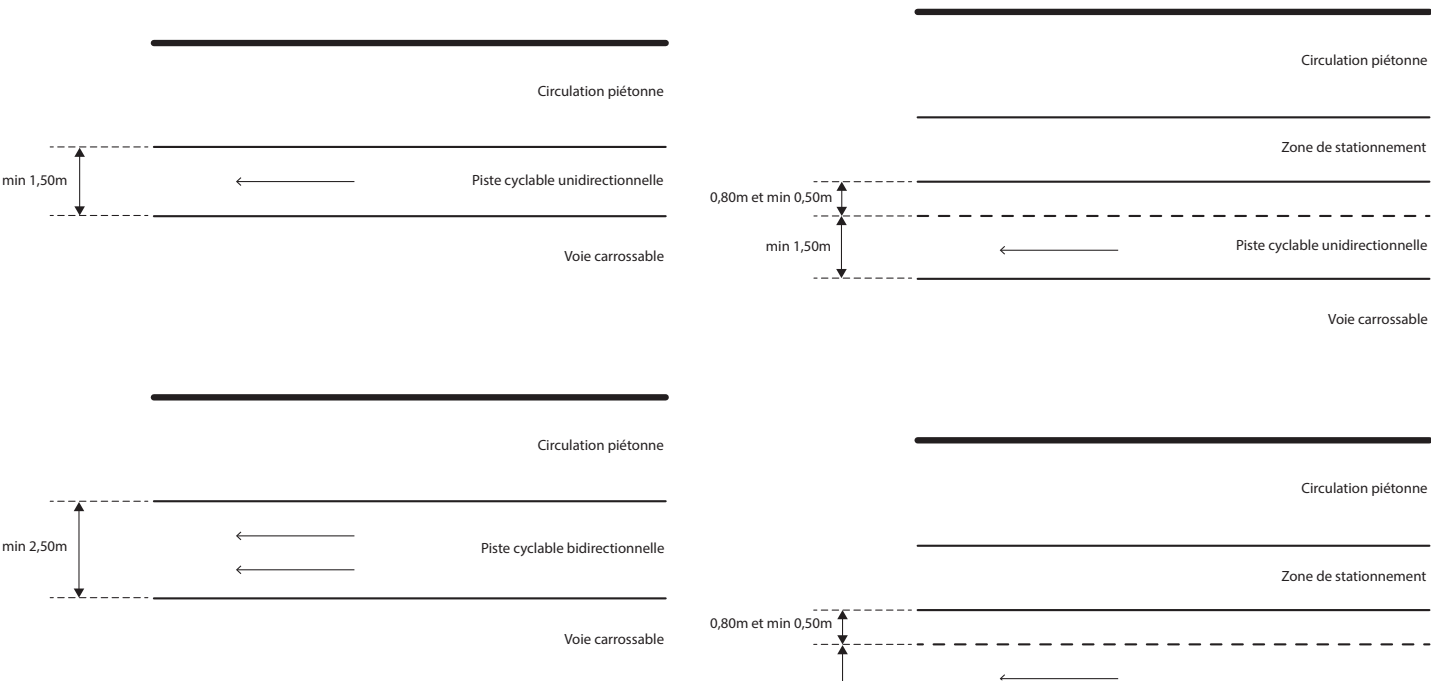 Circulation piétonne
min 1,50m
Piste cyclable unidirectionnelle
Voie carrossable
Circulation piétonne
Zone de stationnement
0,80m et min 0,50m
min 1,50m
Piste cyclable unidirectionnelle
Voie carrossable
Circulation piétonne
min 2,50m
Piste cyclable bidirectionnelle
Voie carrossable
Circulation piétonne
Zone de stationnement
0,80m et min 0,50m